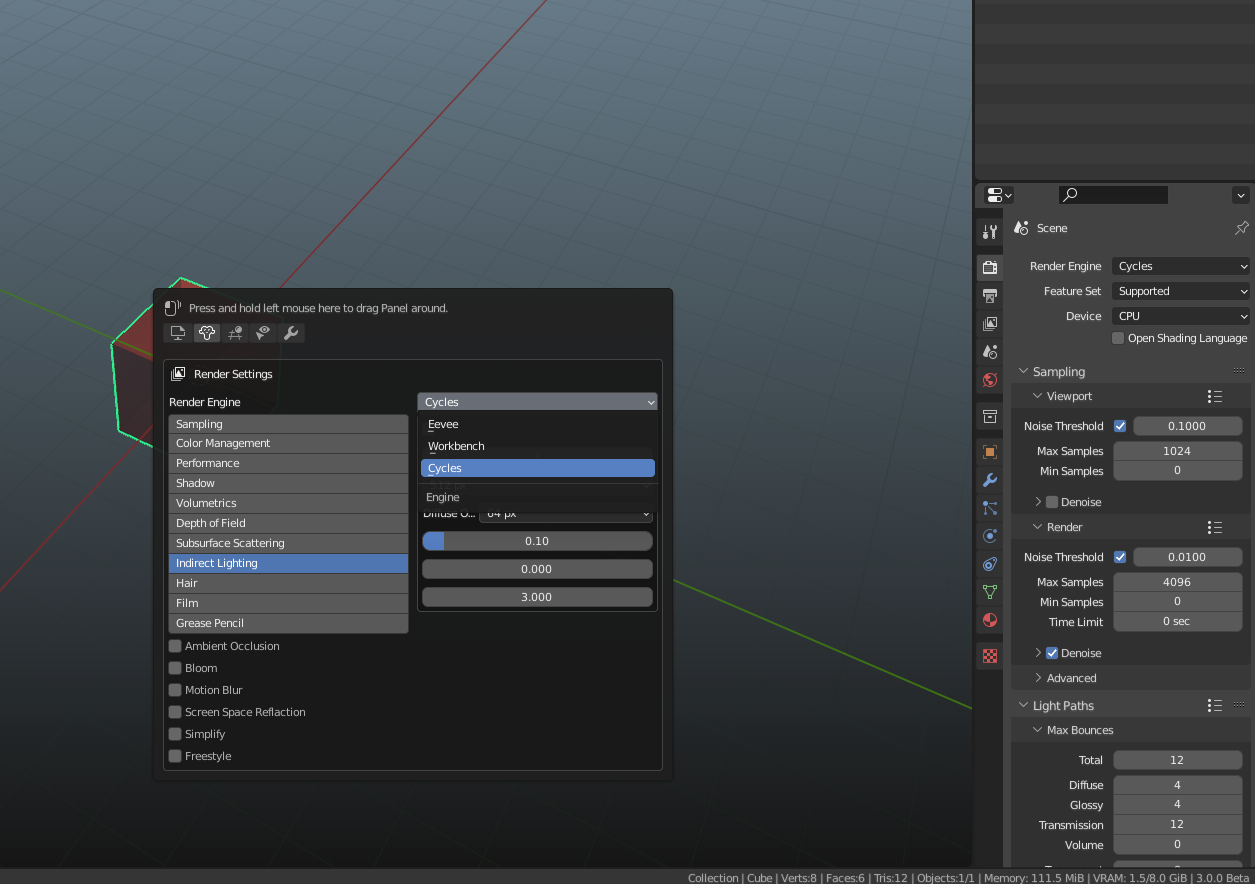 Press and hold left mouse here to drag Panel around.
Render Settings
Render Engine
Cycles
Sampling
Color Management
Performance
Shadow
Volumetrics
Depth of Field
Subsurface Scattering
Indirect Lighting
Hair
Film
Grease Pencil
Eevee
Workbench
Cycles
Engine
Diffuse O... 64 px
0.10
0.000
3.000
Ambient Occlusion
Bloom
Motion Blur
Screen Space Reflaction
Simplify
Freestyle
Scene
Render Engine Cycles
Feature Set Supported
Device CPU
Open Shading Language
Sampling
Viewport
Noise Threshold 0.1000
Max Samples 1024
Min Samples 0
Denoise
Render
Noise Threshold 0.0100
Max Samples 4096
Min Samples 0
Time Limit 0 sec
Denoise
Advanced
Light Paths
Max Bounces
Total 12
Diffuse 4
Glossy 4
Transmission 12
Volume 0
Collection | Cube | Verts:8 | Faces:6 | Tris:12 | Objects:1/1 | Memory: 111.5 MiB | VRAM: 1.5/8.0 GiB | 3.0.0 Beta